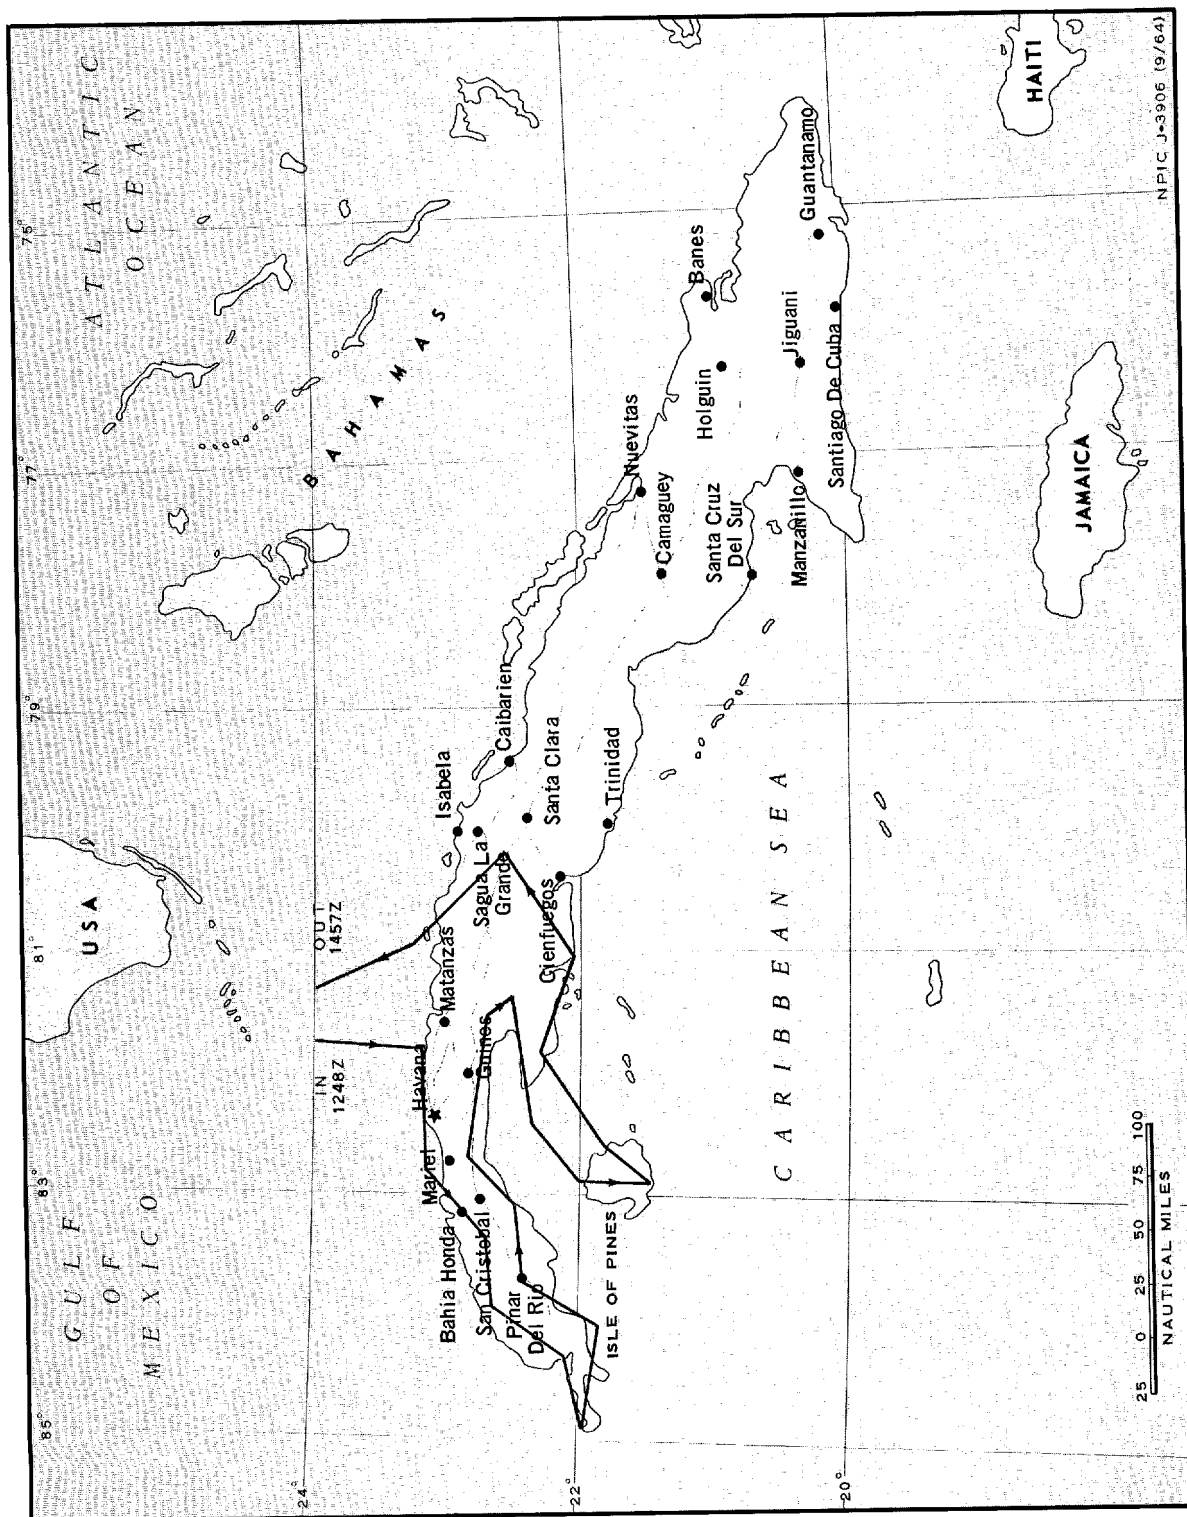 85°
83°
81°
79°
77°
75°
GULF
OF
MEXICO
USA
ATLANTIC
OCEAN
BAHAMAS
24°
22°
20°
IN
1248Z
OUT
1457Z
Havana
Matanzas
Mariel
Guines
Bahia Honda
San Cristobal
Pinar
Del Rio
ISLE OF PINES
Isabela
Sagua La
Grande
Cienfuegos
Caibarien
Santa Clara
Trinidad
Nuevitas
Camaguey
Santa Cruz
Del Sur
Manzanillo
Holguin
Banes
Jiguani
Santiago De Cuba
Guantanamo
CARIBBEAN SEA
JAMAICA
HAITI
25 0 25 50 75 100
NAUTICAL MILES
NPIC J-3906 (9/64)